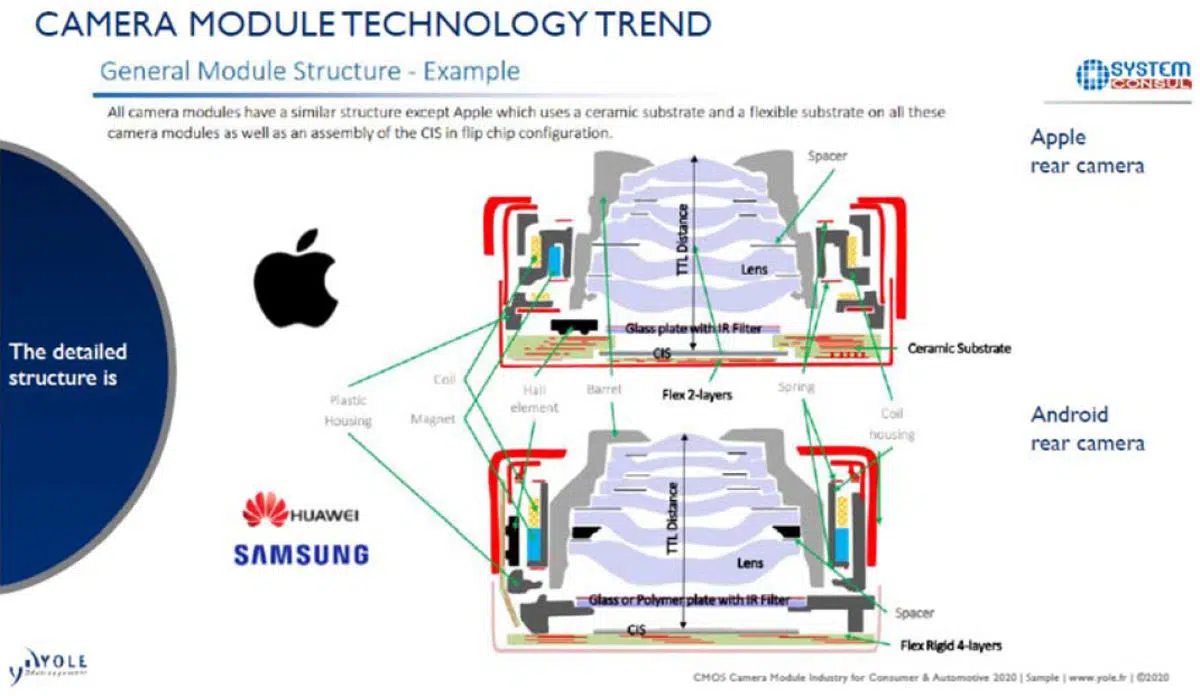 CAMERA MODULE TECHNOLOGY TREND
General Module Structure - Example
SYSTEM
CONSUL
All camera modules have a similar structure except Apple which uses a ceramic substrate and a flexible substrate on all these
camera modules as well as an assembly of the CIS in flip chip configuration.
Apple
rear camera
Spacer
TTL Distance
Lens
Glass plate with IR Filter
CIS
Ceramic Substrate
The detailed
structure is
Coil
Plastic
Housing
Magnet
Hall
element
Barrel
Flex 2-layers
Spring
Coil
housing
Android
rear camera
HUAWEI
SAMSUNG
TTL Distance
Lens
Glass or Polymer plate with IR Filter
CIS
Spacer
Flex Rigid 4-layers
YOLE
CMOS Camera Module Industry for Consumer & Automotive 2020 | Sample | www.yole.fr | ©2020